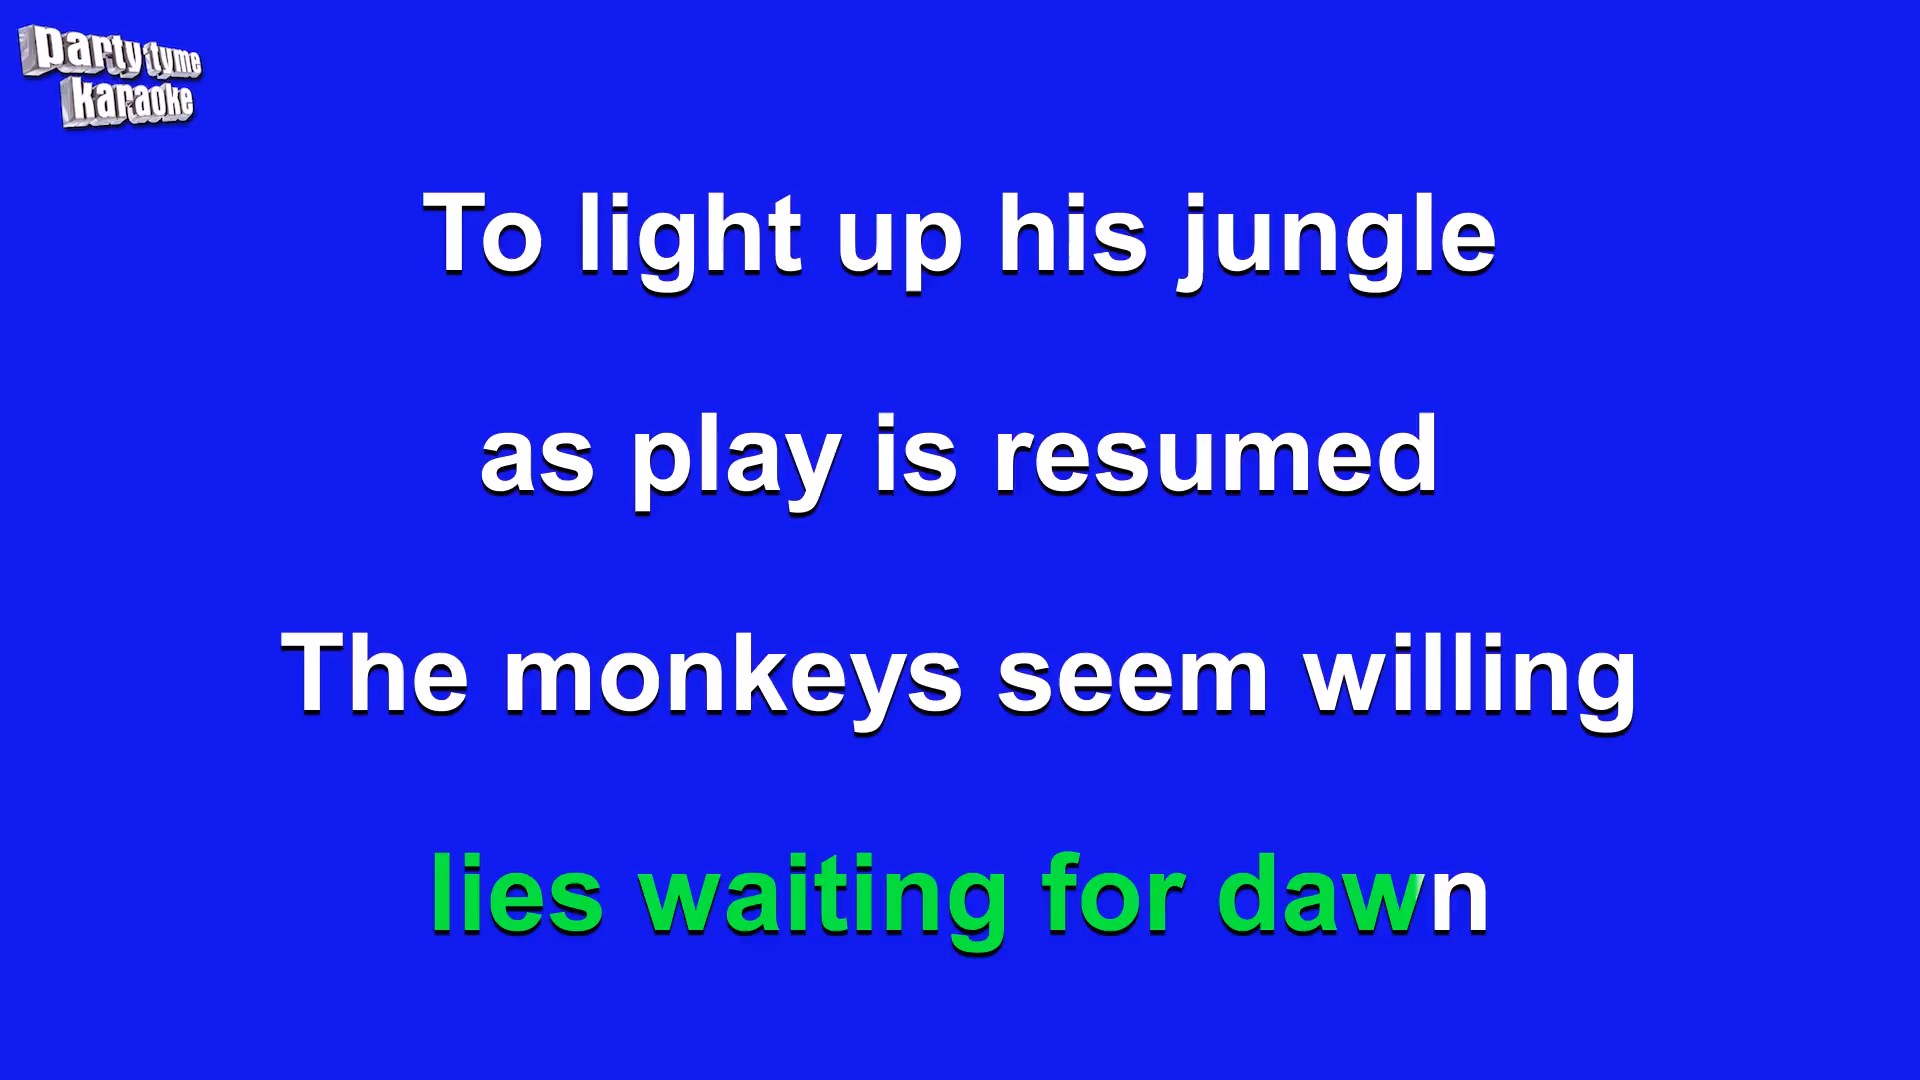 party tyme
karaoke
To light up his jungle
as play is resumed
The monkeys seem willing
lies waiting for dawn